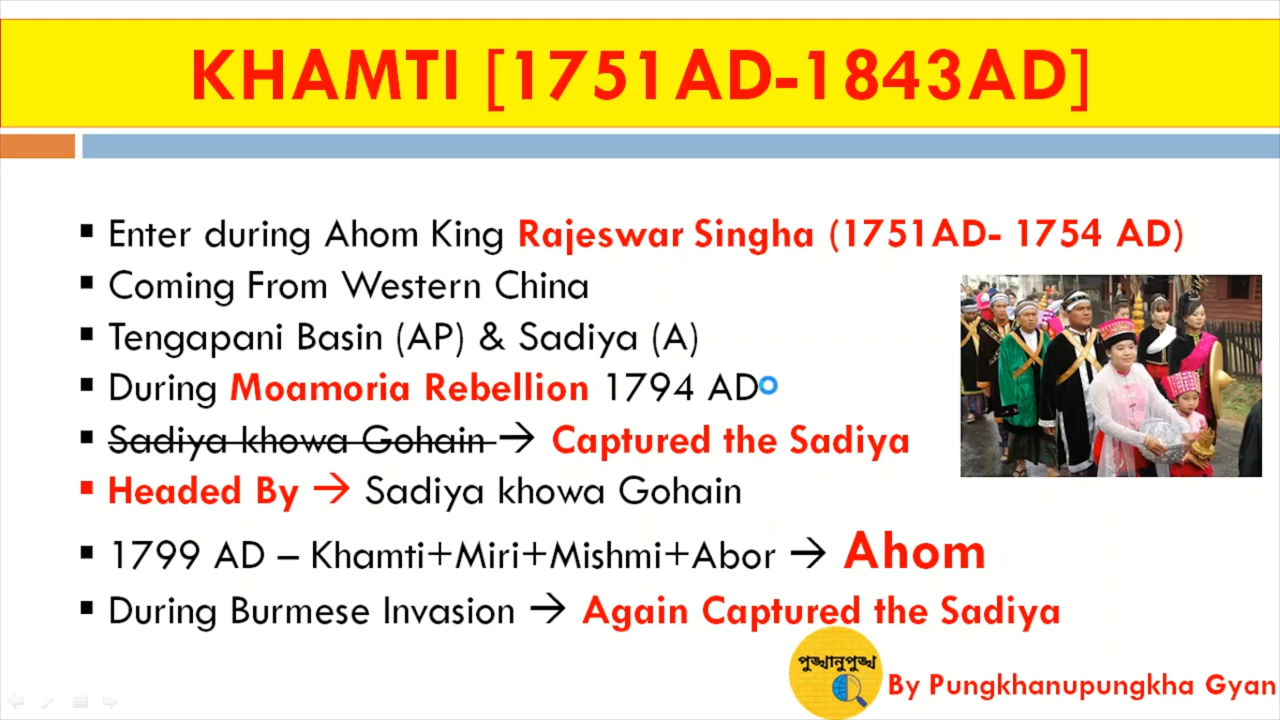 KHAMTI [1751AD-1843AD]
Enter during Ahom King Rajeswar Singha (1751AD- 1754 AD)
Coming From Western China
Tengapani Basin (AP) & Sadiya (A)
During Moamoria Rebellion 1794 AD
Sadiya khowa Gohain → Captured the Sadiya
Headed By → Sadiya khowa Gohain
1799 AD – Khamti+Miri+Mishmi+Abor → Ahom
During Burmese Invasion → Again Captured the Sadiya
পুঙ্খানুপুঙ্খ
By Pungkhanupungkha Gyan